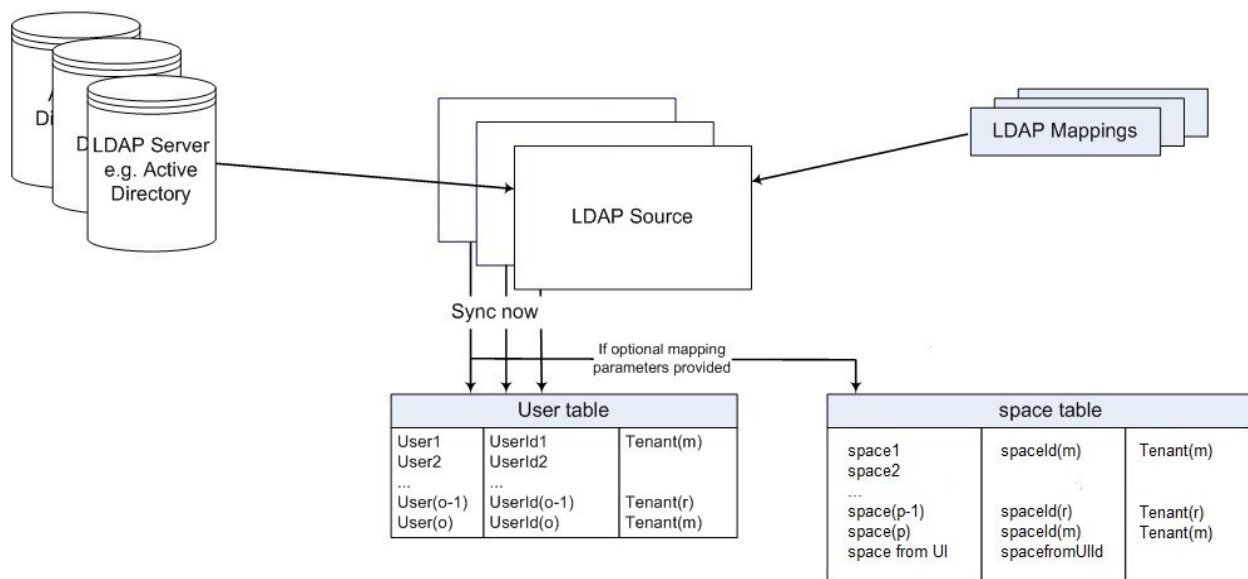 A
Di
D
LDAP Server
e.g. Active
Directory
LDAP Mappings
LDAP Source
Sync now
If optional mapping
parameters provided
User table
User1 UserId1 Tenant(m)
User2 UserId2
... ...
User(o-1) UserId(o-1) Tenant(r)
User(o) UserId(o) Tenant(m)
space table
space1 spaceId(m) Tenant(m)
space2
...
space(p-1) spaceId(r) Tenant(r)
space(p) spaceId(m) Tenant(m)
space from UI spacefromUIId